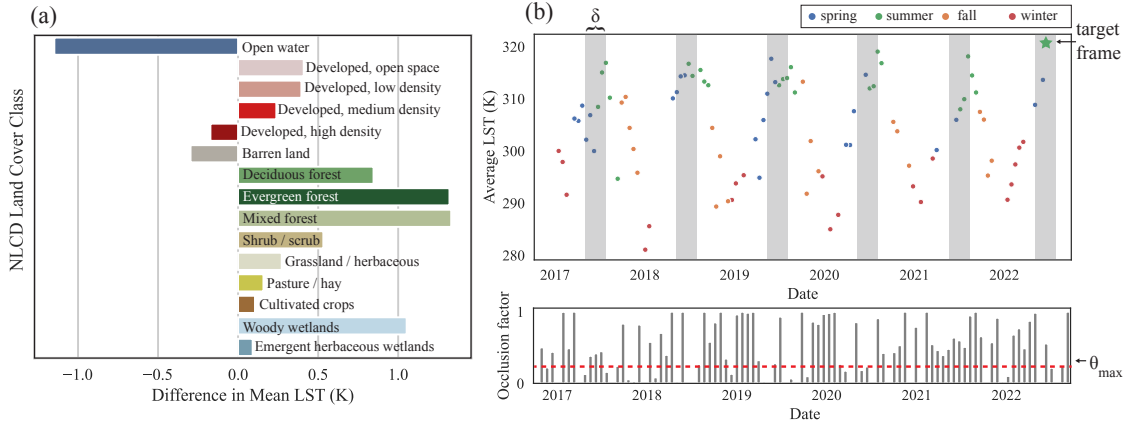 (a)
NLCD Land Cover Class
Open water
Developed, open space
Developed, low density
Developed, medium density
Developed, high density
Barren land
Deciduous forest
Evergreen forest
Mixed forest
Shrub / scrub
Grassland / herbaceous
Pasture / hay
Cultivated crops
Woody wetlands
Emergent herbaceous wetlands
−1.0 −0.5 0.0 0.5 1.0
Difference in Mean LST (K)
(b)
spring summer fall winter
δ
target
frame
Average LST (K)
320
310
300
290
280
2017 2018 2019 2020 2021 2022
Date
Occlusion factor
1
0
θmax
2017 2018 2019 2020 2021 2022
Date